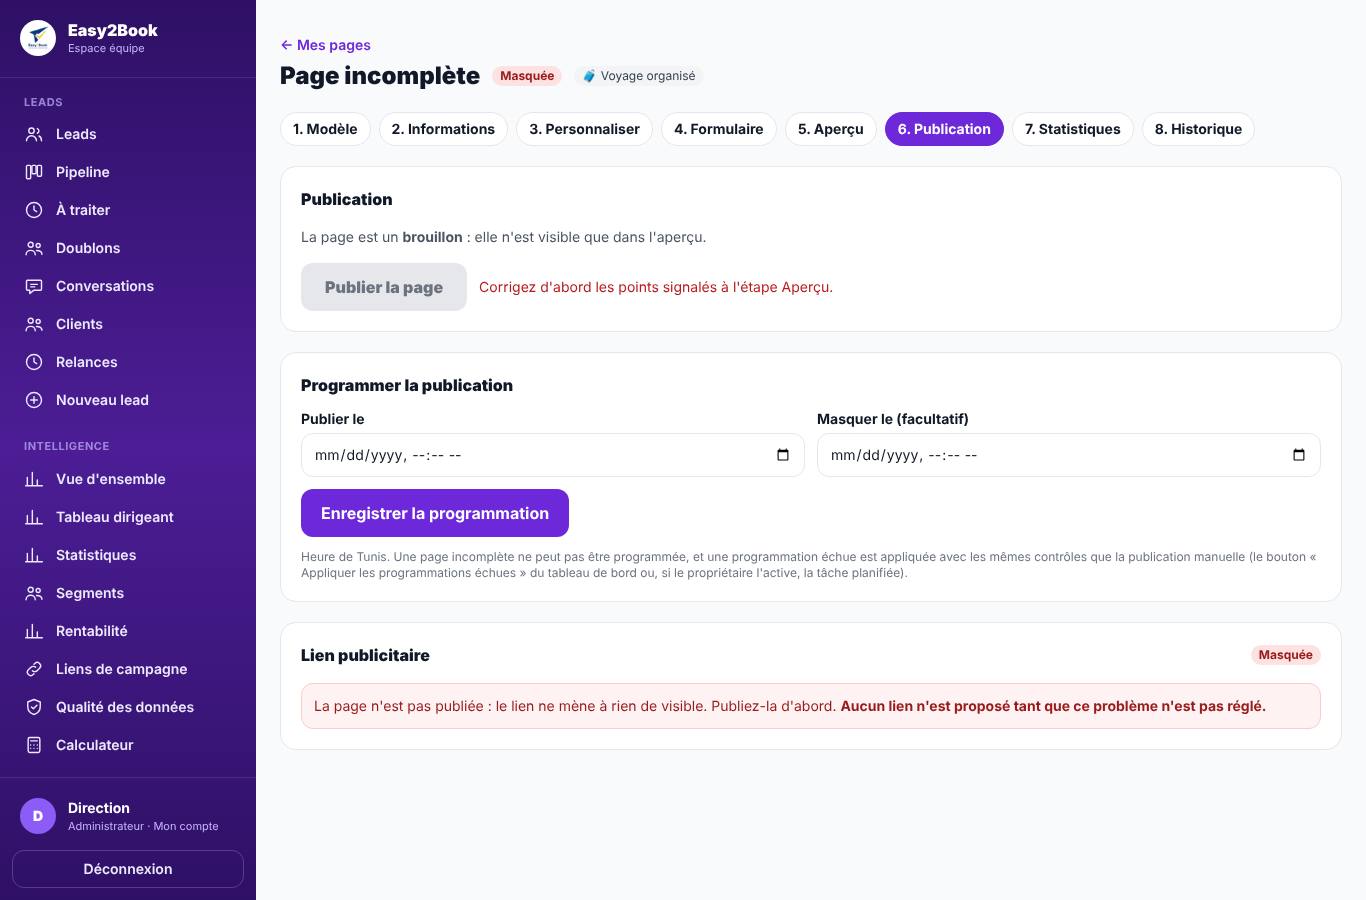 Easy2Book
Espace équipe
LEADS
Leads
Pipeline
À traiter
Doublons
Conversations
Clients
Relances
Nouveau lead
INTELLIGENCE
Vue d'ensemble
Tableau dirigeant
Statistiques
Segments
Rentabilité
Liens de campagne
Qualité des données
Calculateur
D
Direction
Administrateur · Mon compte
Déconnexion
← Mes pages
Page incomplète
Masquée
Voyage organisé
1. Modèle
2. Informations
3. Personnaliser
4. Formulaire
5. Aperçu
6. Publication
7. Statistiques
8. Historique
Publication
La page est un brouillon : elle n'est visible que dans l'aperçu.
Publier la page
Corrigez d'abord les points signalés à l'étape Aperçu.
Programmer la publication
Publier le
Masquer le (facultatif)
mm/dd/yyyy, --:-- --
mm/dd/yyyy, --:-- --
Enregistrer la programmation
Heure de Tunis. Une page incomplète ne peut pas être programmée, et une programmation échue est appliquée avec les mêmes contrôles que la publication manuelle (le bouton «
Appliquer les programmations échues » du tableau de bord ou, si le propriétaire l'active, la tâche planifiée).
Lien publicitaire
Masquée
La page n'est pas publiée : le lien ne mène à rien de visible. Publiez-la d'abord. Aucun lien n'est proposé tant que ce problème n'est pas réglé.